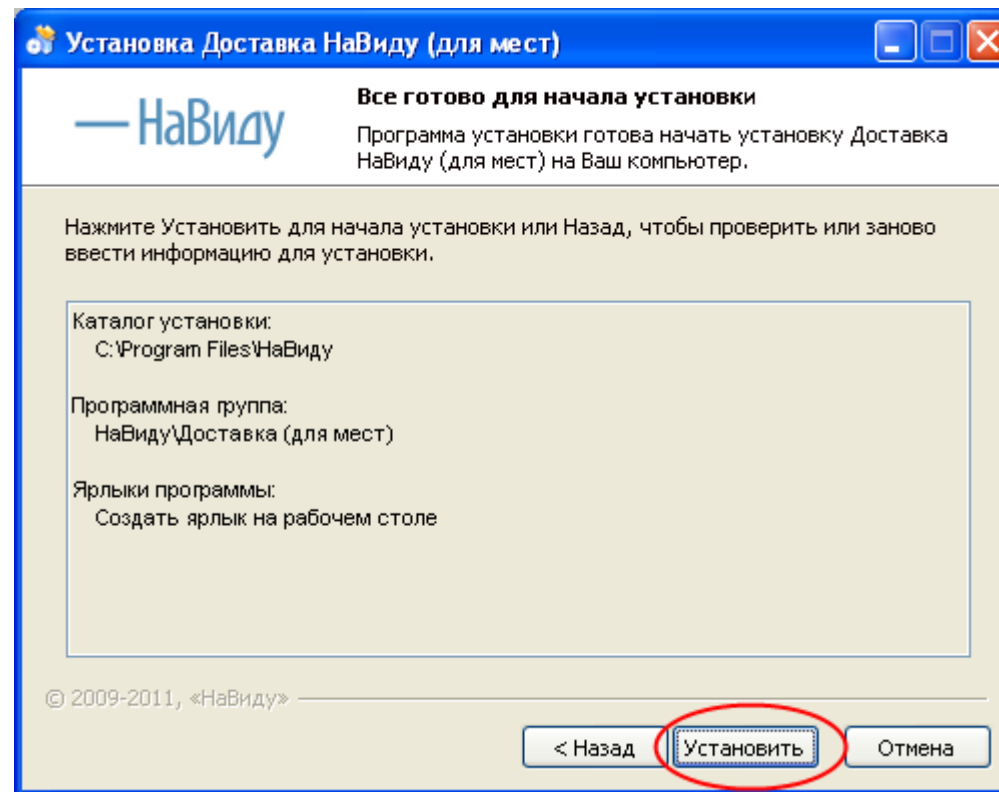 Установка Доставка НаВиду (для мест)
— НаВиду
Все готово для начала установки
Программа установки готова начать установку Доставка
НаВиду (для мест) на Ваш компьютер.
Нажмите Установить для начала установки или Назад, чтобы проверить или заново
ввести информацию для установки.
Каталог установки:
C:\Program Files\НаВиду
Программная группа:
НаВиду\Доставка (для мест)
Ярлыки программы:
Создать ярлык на рабочем столе
© 2009-2011, «НаВиду»
< Назад
Установить
Отмена